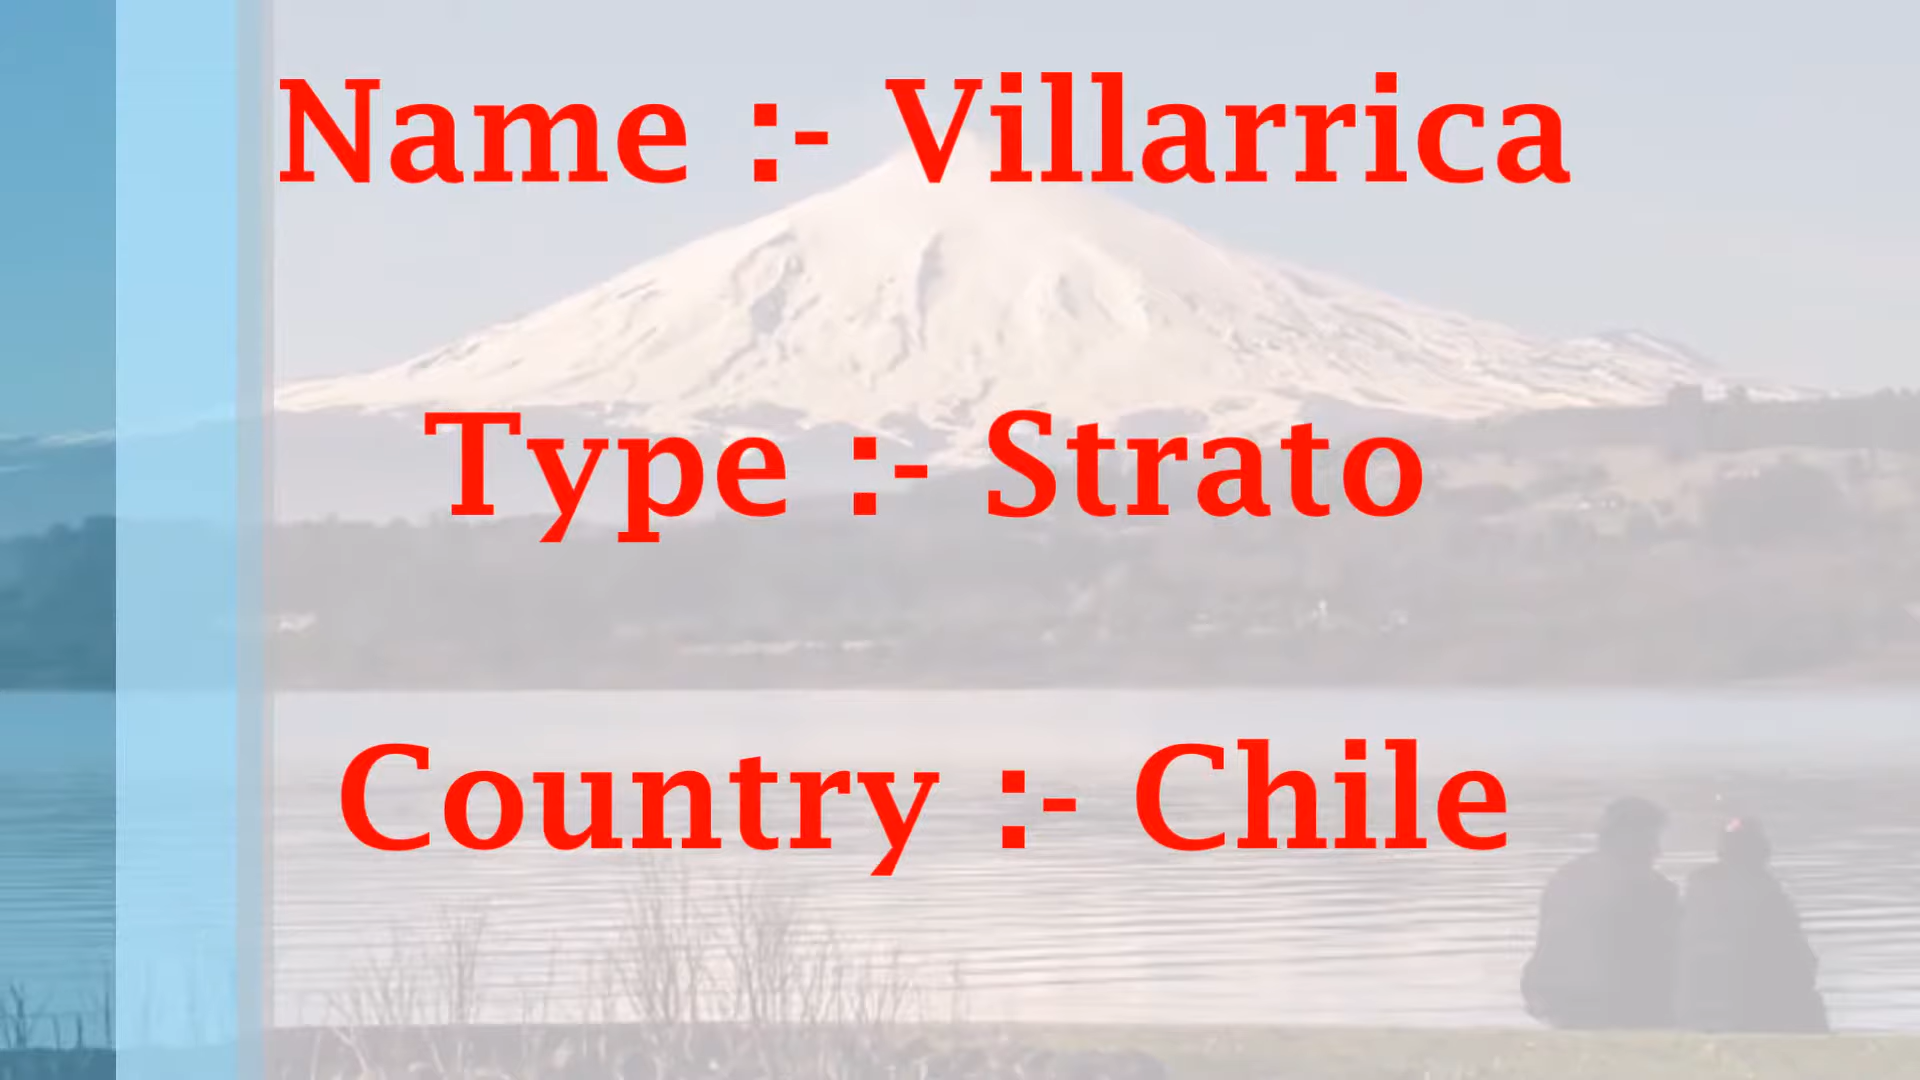 Name :- Villarrica
Type :- Strato
Country :- Chile